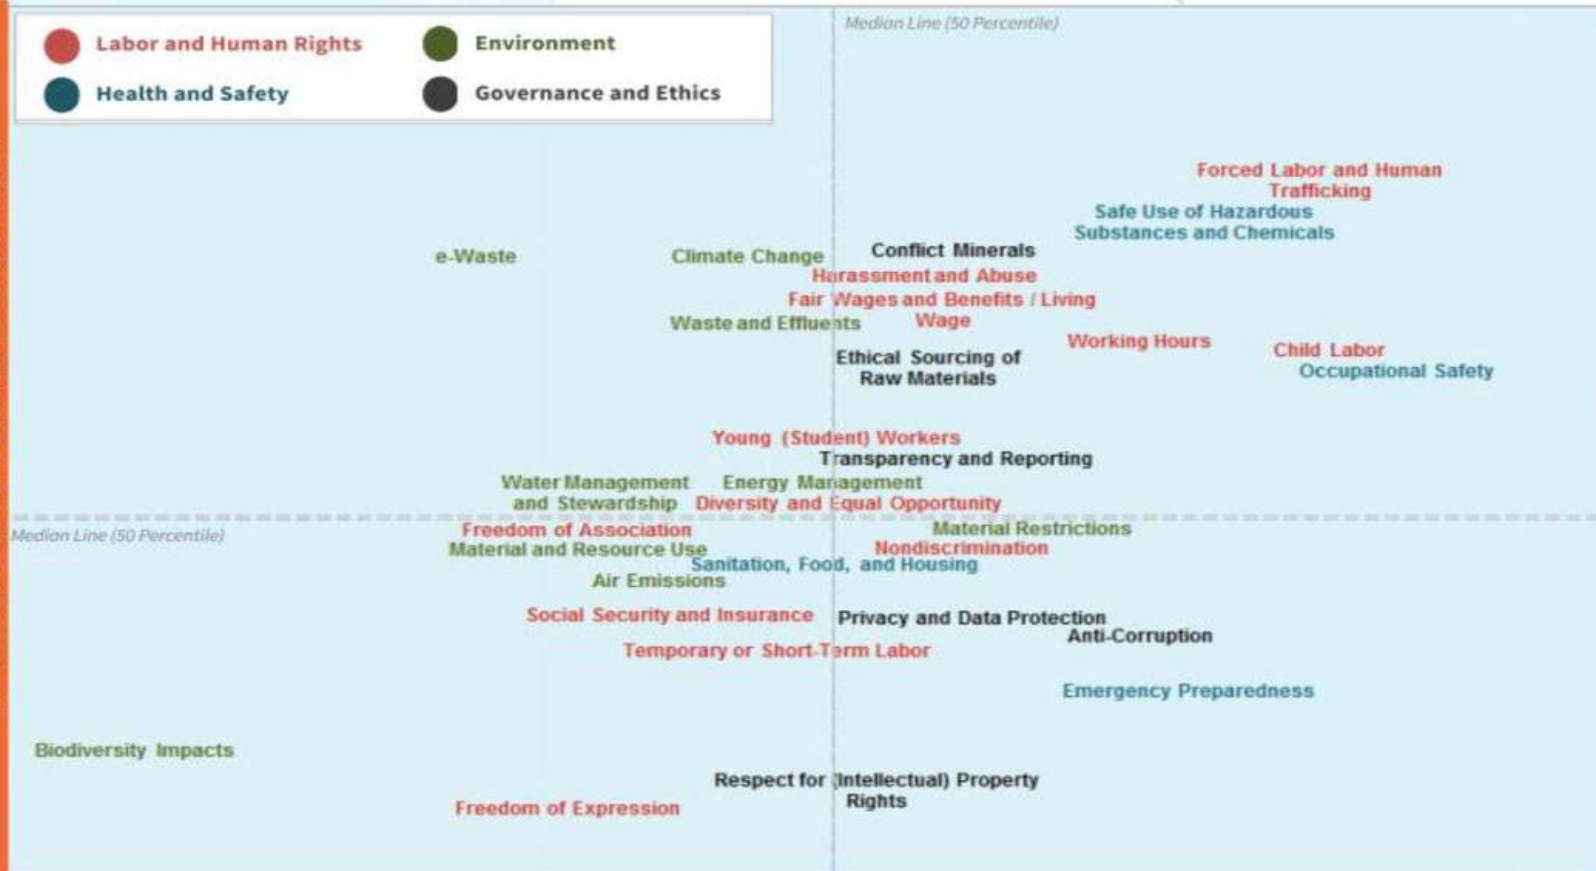 Median Line (50 Percentile)
Labor and Human Rights
Environment
Health and Safety
Governance and Ethics
Forced Labor and Human
Trafficking
Safe Use of Hazardous
Substances and Chemicals
e-Waste
Climate Change
Conflict Minerals
Harassment and Abuse
Fair Wages and Benefits / Living
Wage
Waste and Effluents
Working Hours
Child Labor
Ethical Sourcing of
Raw Materials
Occupational Safety
Young (Student) Workers
Transparency and Reporting
Water Management
and Stewardship
Energy Management
Diversity and Equal Opportunity
Median Line (50 Percentile)
Freedom of Association
Material Restrictions
Material and Resource Use
Nondiscrimination
Sanitation, Food, and Housing
Air Emissions
Social Security and Insurance
Privacy and Data Protection
Anti-Corruption
Temporary or Short-Term Labor
Emergency Preparedness
Biodiversity Impacts
Respect for (Intellectual) Property
Rights
Freedom of Expression